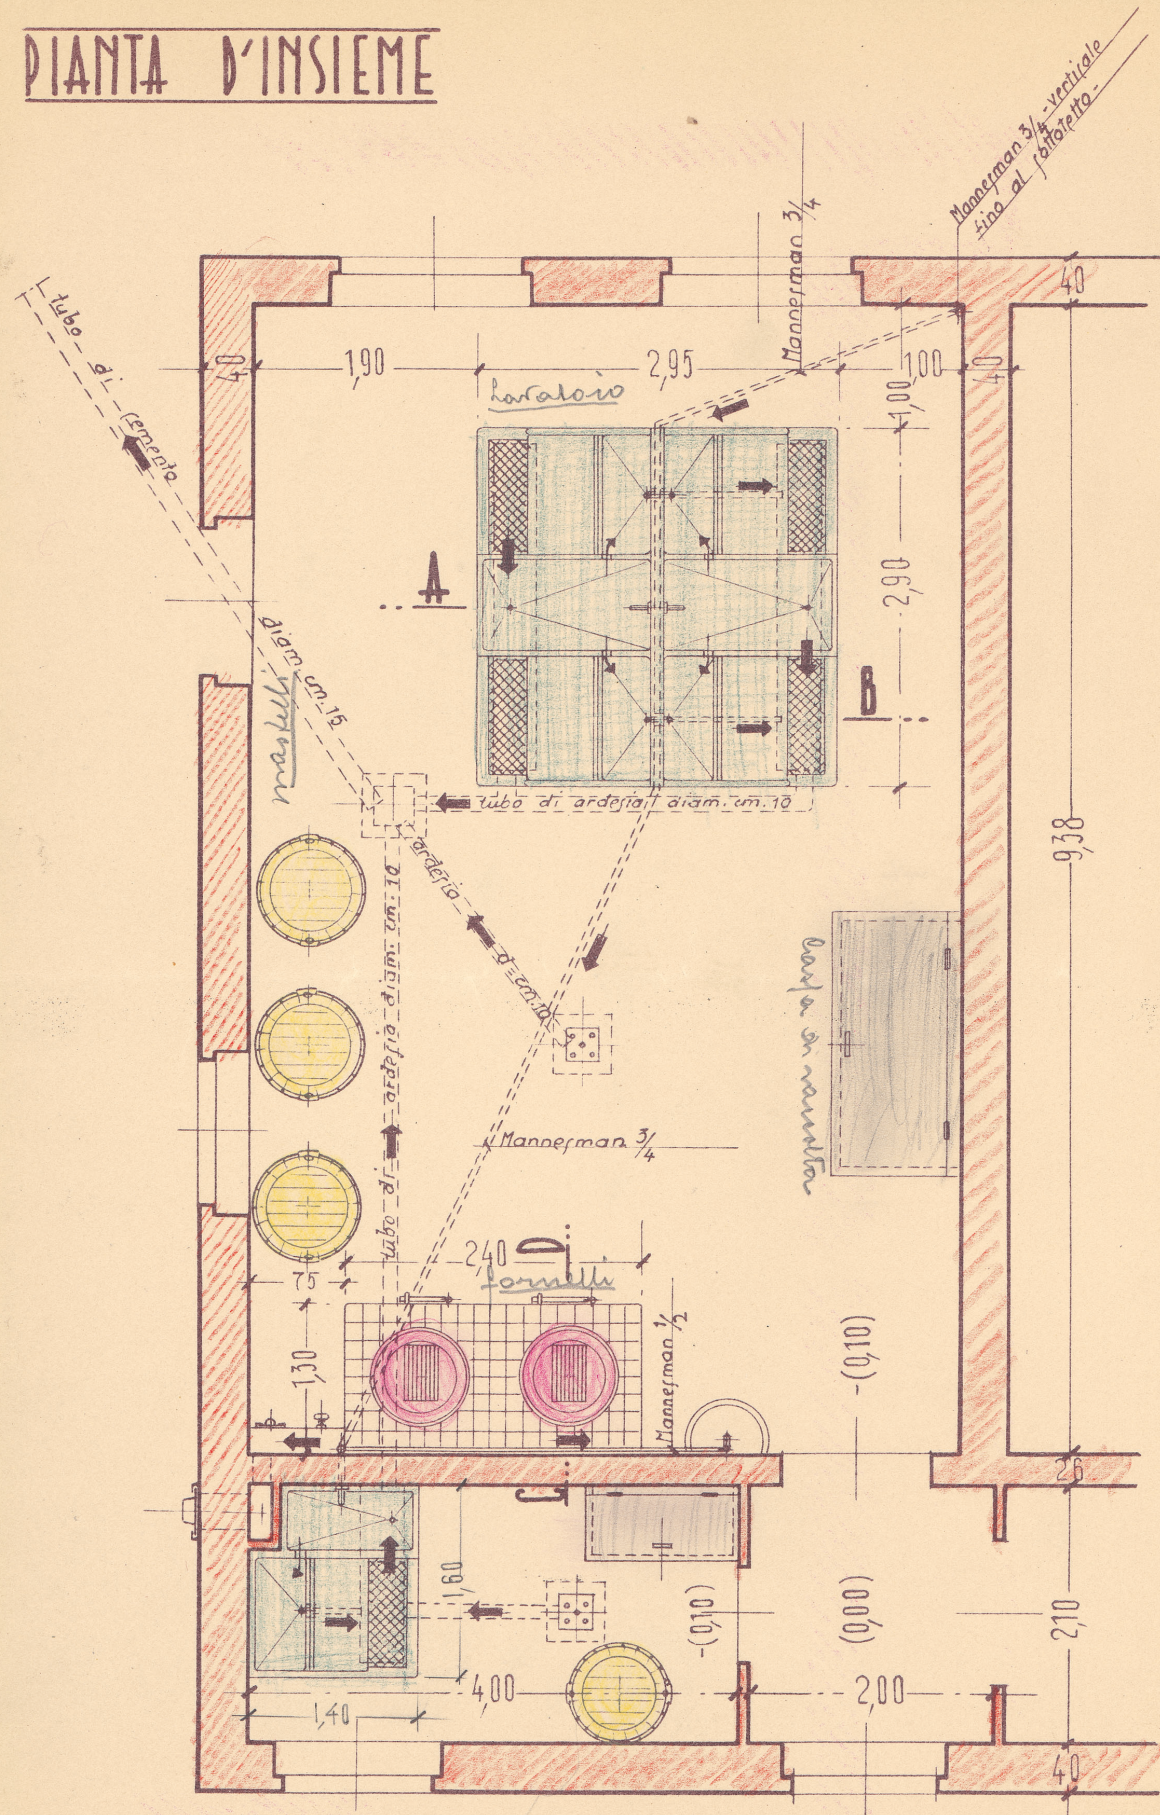 PIANTA D'INSIEME
Mannesman 3/4 - verticale
fino al sottotetto -
Mannesman 3/4
40
tubo di cemento
diam. cm. 15
40
1,90
2,95
1,00
40
Lavatoio
1,00
A
2,90
B
mastelli
tubo di ardesia diam. cm. 10
9,38
ardesia d=cm.10
tubo di ardesia diam. cm. 10
Mannesman 3/4
2,40
D
fornelli
75
1,30
Mannesman 1/2
-(0,10)
26
C
1,60
-(0,10)
(0,00)
2,10
4,00
2,00
1,40
40